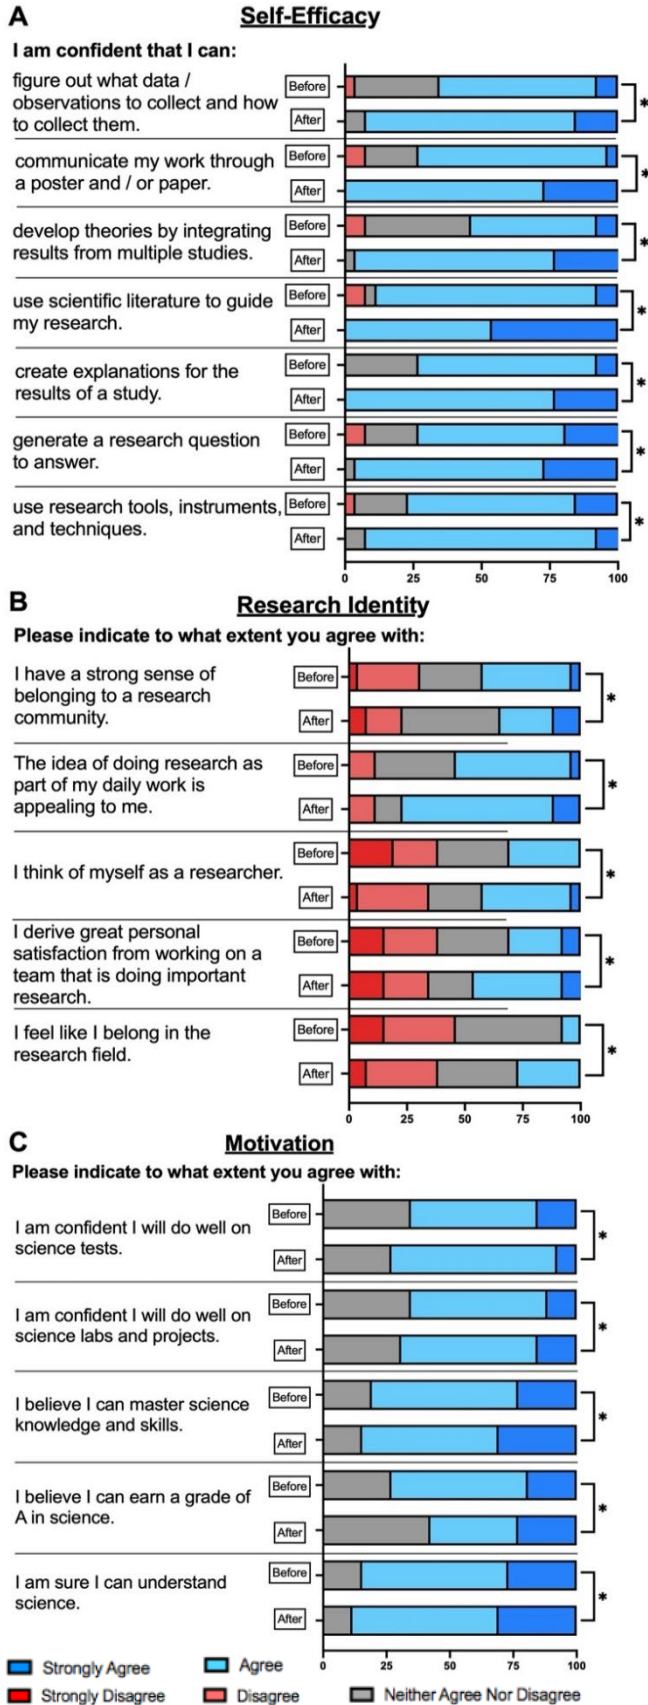 A
Self-Efficacy
I am confident that I can:
figure out what data /
observations to collect and how
to collect them.
Before
After
*
communicate my work through
a poster and / or paper.
Before
After
*
develop theories by integrating
results from multiple studies.
Before
After
*
use scientific literature to guide
my research.
Before
After
*
create explanations for the
results of a study.
Before
After
*
generate a research question
to answer.
Before
After
*
use research tools, instruments,
and techniques.
Before
After
*
0 25 50 75 100
B
Research Identity
Please indicate to what extent you agree with:
I have a strong sense of
belonging to a research
community.
Before
After
*
The idea of doing research as
part of my daily work is
appealing to me.
Before
After
*
I think of myself as a researcher.
Before
After
*
I derive great personal
satisfaction from working on a
team that is doing important
research.
Before
After
*
I feel like I belong in the
research field.
Before
After
*
0 25 50 75 100
C
Motivation
Please indicate to what extent you agree with:
I am confident I will do well on
science tests.
Before
After
*
I am confident I will do well on
science labs and projects.
Before
After
*
I believe I can master science
knowledge and skills.
Before
After
*
I believe I can earn a grade of
A in science.
Before
After
*
I am sure I can understand
science.
Before
After
*
0 25 50 75 100
Strongly Agree Agree
Strongly Disagree Disagree Neither Agree Nor Disagree